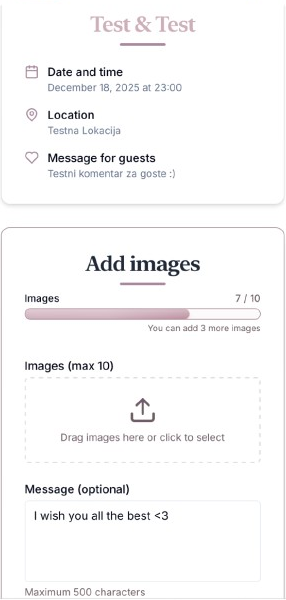 Test & Test
Date and time
December 18, 2025 at 23:00
Location
Testna Lokacija
Message for guests
Testni komentar za goste :)
Add images
Images
7 / 10
You can add 3 more images
Images (max 10)
Drag images here or click to select
Message (optional)
I wish you all the best <3
Maximum 500 characters